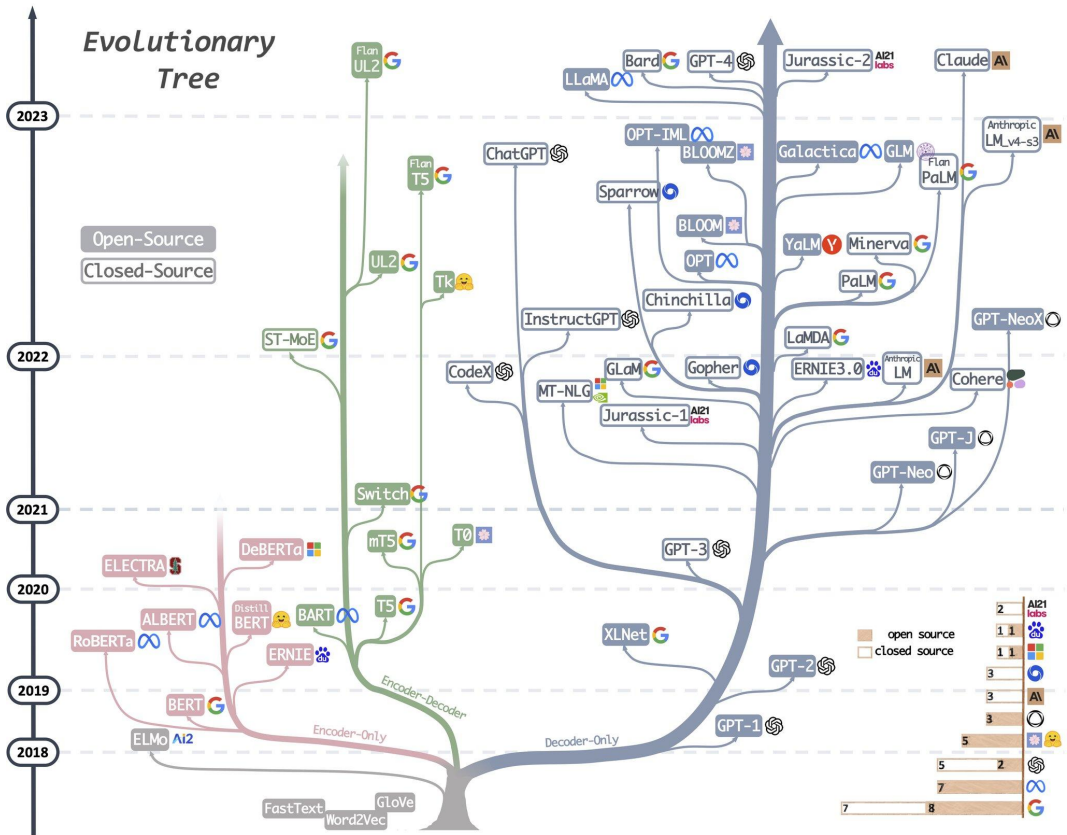 Evolutionary
Tree
2023
2022
2021
2020
2019
2018
Open-Source
Closed-Source
Flan
UL2
Flan
T5
UL2
Tk
ST-MoE
Switch
mT5
T0
BART
T5
DeBERTa
ELECTRA
ALBERT
Distill
BERT
RoBERTa
ERNIE
BERT
ELMo
Ai2
Encoder-Decoder
Encoder-Only
Decoder-Only
FastText
GloVe
Word2Vec
Bard
GPT-4
Jurassic-2
AI21
labs
Claude
A\
LLaMA
OPT-IML
BLOOMZ
Galactica
GLM
Anthropic
LM_v4-s3
A\
ChatGPT
Flan
PaLM
Sparrow
BLOOM
YaLM
Minerva
OPT
PaLM
Chinchilla
InstructGPT
GPT-NeoX
LaMDA
CodeX
GLaM
Gopher
ERNIE3.0
du
Anthropic
LM
A\
Cohere
MT-NLG
Jurassic-1
AI21
labs
GPT-J
GPT-Neo
GPT-3
XLNet
GPT-2
GPT-1
open source
closed source
2
AI21
labs
1 1
1 1
3
3
A\
3
5
5 2
7
7 8